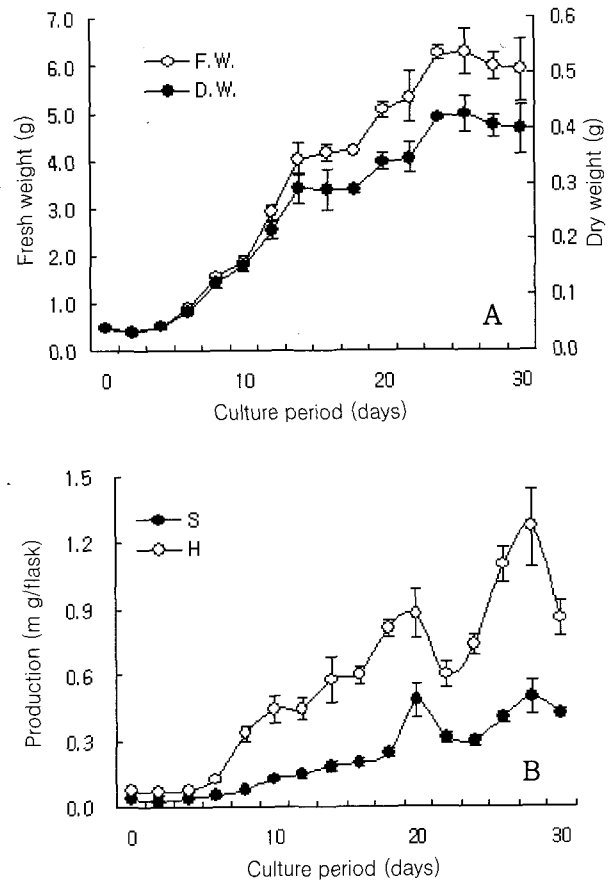 7.0
6.0
5.0
4.0
3.0
2.0
1.0
0.0
Fresh weight (g)
F.W.
D.W.
0.6
0.5
0.4
0.3
0.2
0.1
0.0
Dry weight (g)
A
0 10 20 30
Culture period (days)
1.5
1.2
0.9
0.6
0.3
0.0
Production (m g/flask)
S
H
B
0 10 20 30
Culture period (days)